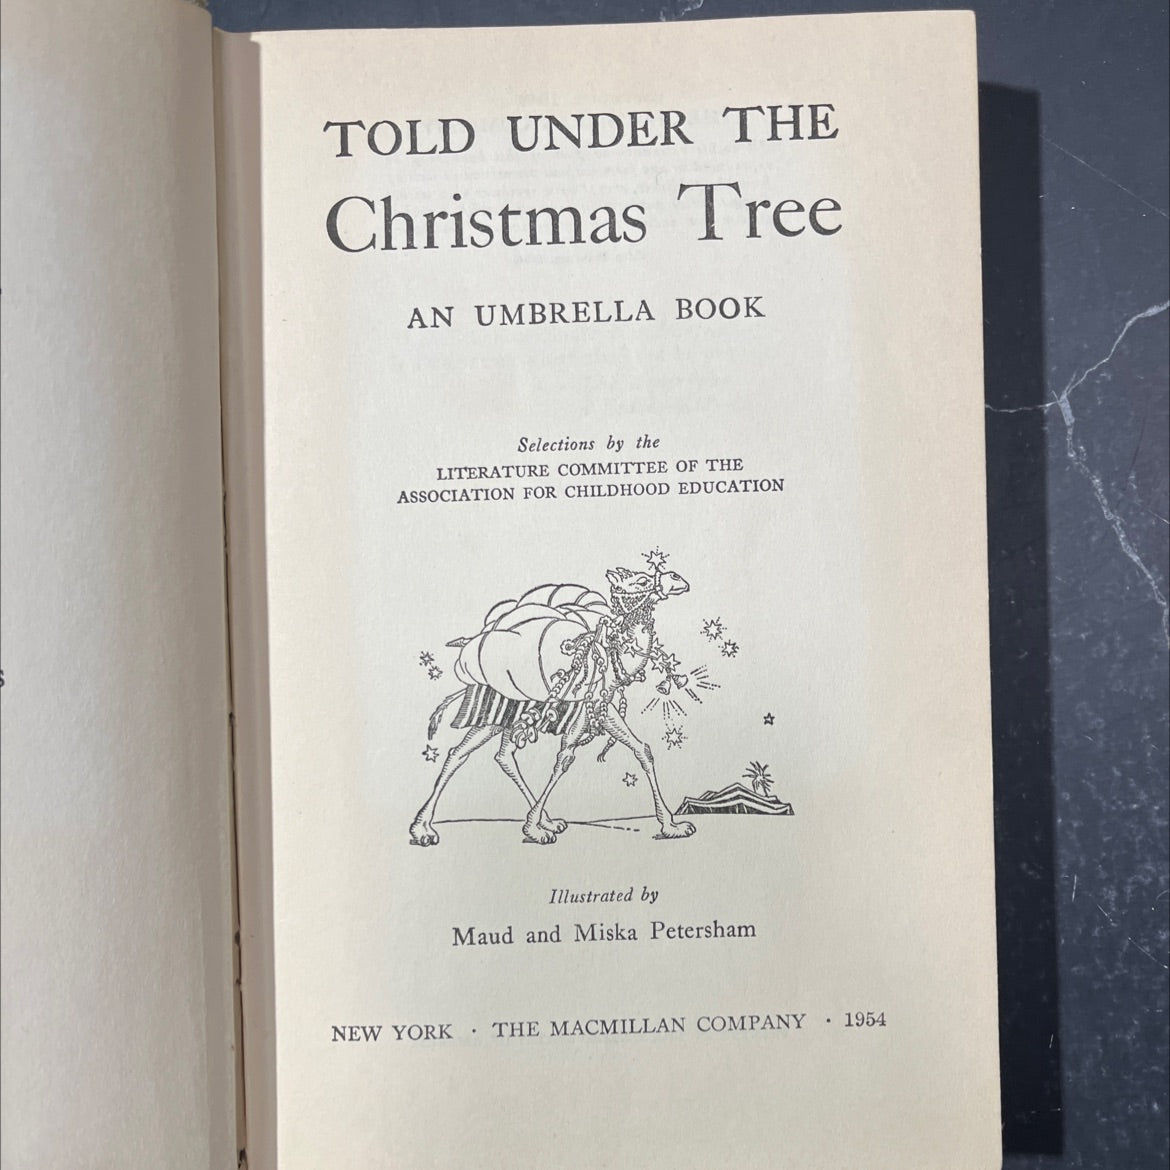 TOLD UNDER THE
Christmas Tree
AN UMBRELLA BOOK
Selections by the
LITERATURE COMMITTEE OF THE
ASSOCIATION FOR CHILDHOOD EDUCATION
Illustrated by
Maud and Miska Petersham
NEW YORK · THE MACMILLAN COMPANY · 1954